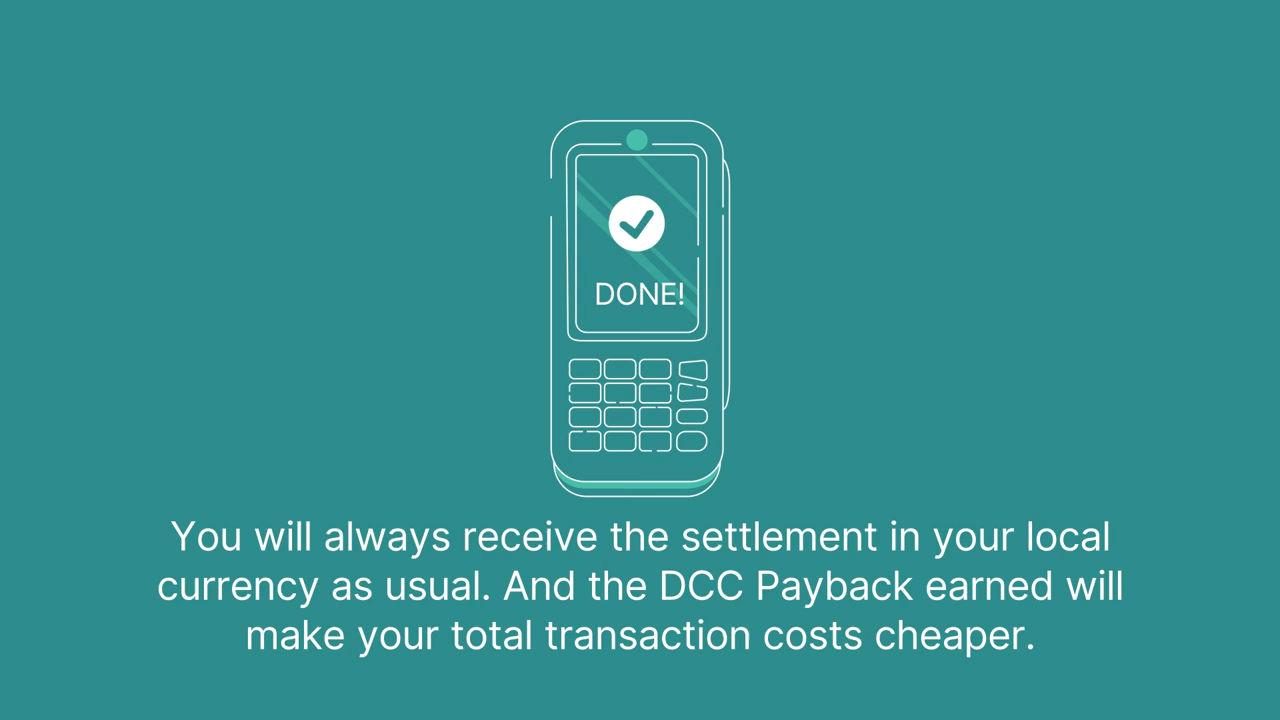 DONE!
You will always receive the settlement in your local
currency as usual. And the DCC Payback earned will
make your total transaction costs cheaper.